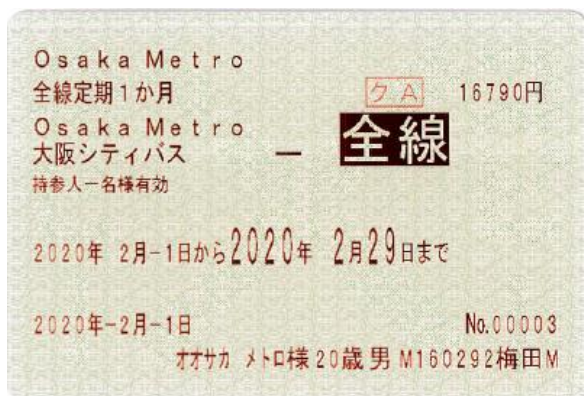 Osaka Metro
全線定期1か月 クA 16790円
Osaka Metro
大阪シティバス － 全線
持参人一名様有効
2020年 2月-1日から2020年 2月29日まで
2020年-2月-1日 No.00003
オオサカ メトロ様 20歳 男 M160292梅田M